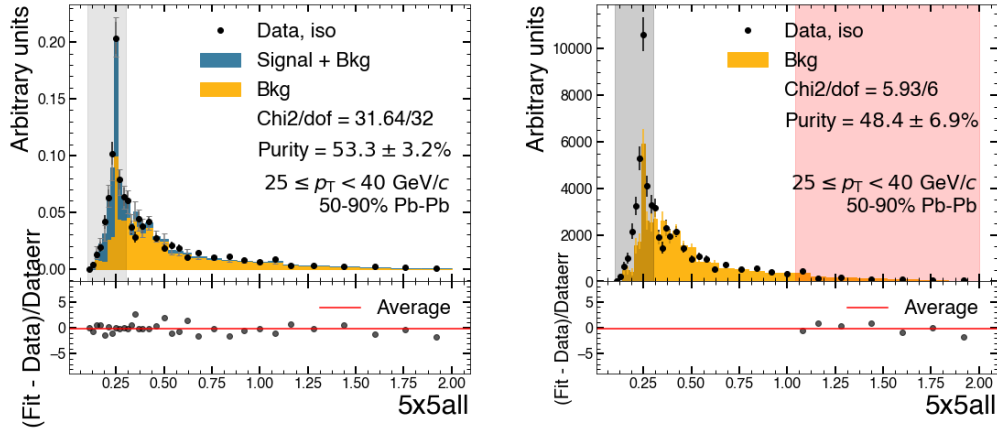 Arbitrary units
0.20
0.15
0.10
0.05
0.00
Data, iso
Signal + Bkg
Bkg
Chi2/dof = 31.64/32
Purity = 53.3 ± 3.2%
25 ≤ pT < 40 GeV/c
50-90% Pb-Pb
(Fit - Data)/Dataerr
5
0
−5
Average
0.25 0.50 0.75 1.00 1.25 1.50 1.75 2.00
5x5all
Arbitrary units
10000
8000
6000
4000
2000
0
Data, iso
Bkg
Chi2/dof = 5.93/6
Purity = 48.4 ± 6.9%
25 ≤ pT < 40 GeV/c
50-90% Pb-Pb
(Fit - Data)/Dataerr
5
0
−5
Average
0.25 0.50 0.75 1.00 1.25 1.50 1.75 2.00
5x5all